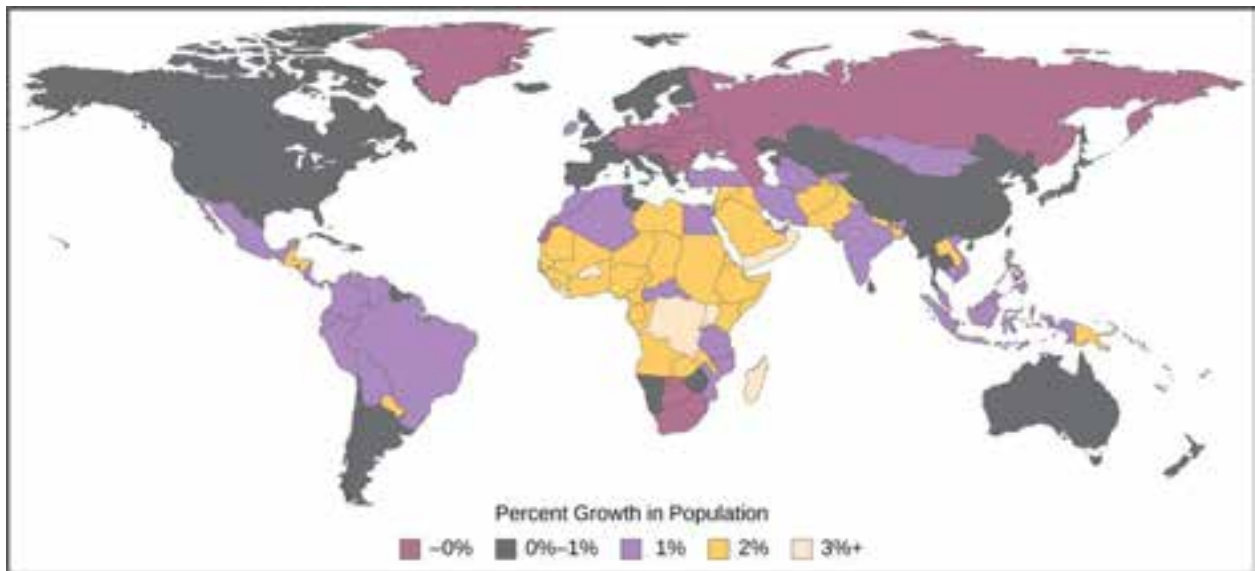 Percent Growth in Population
–0% 0%–1% 1% 2% 3%+